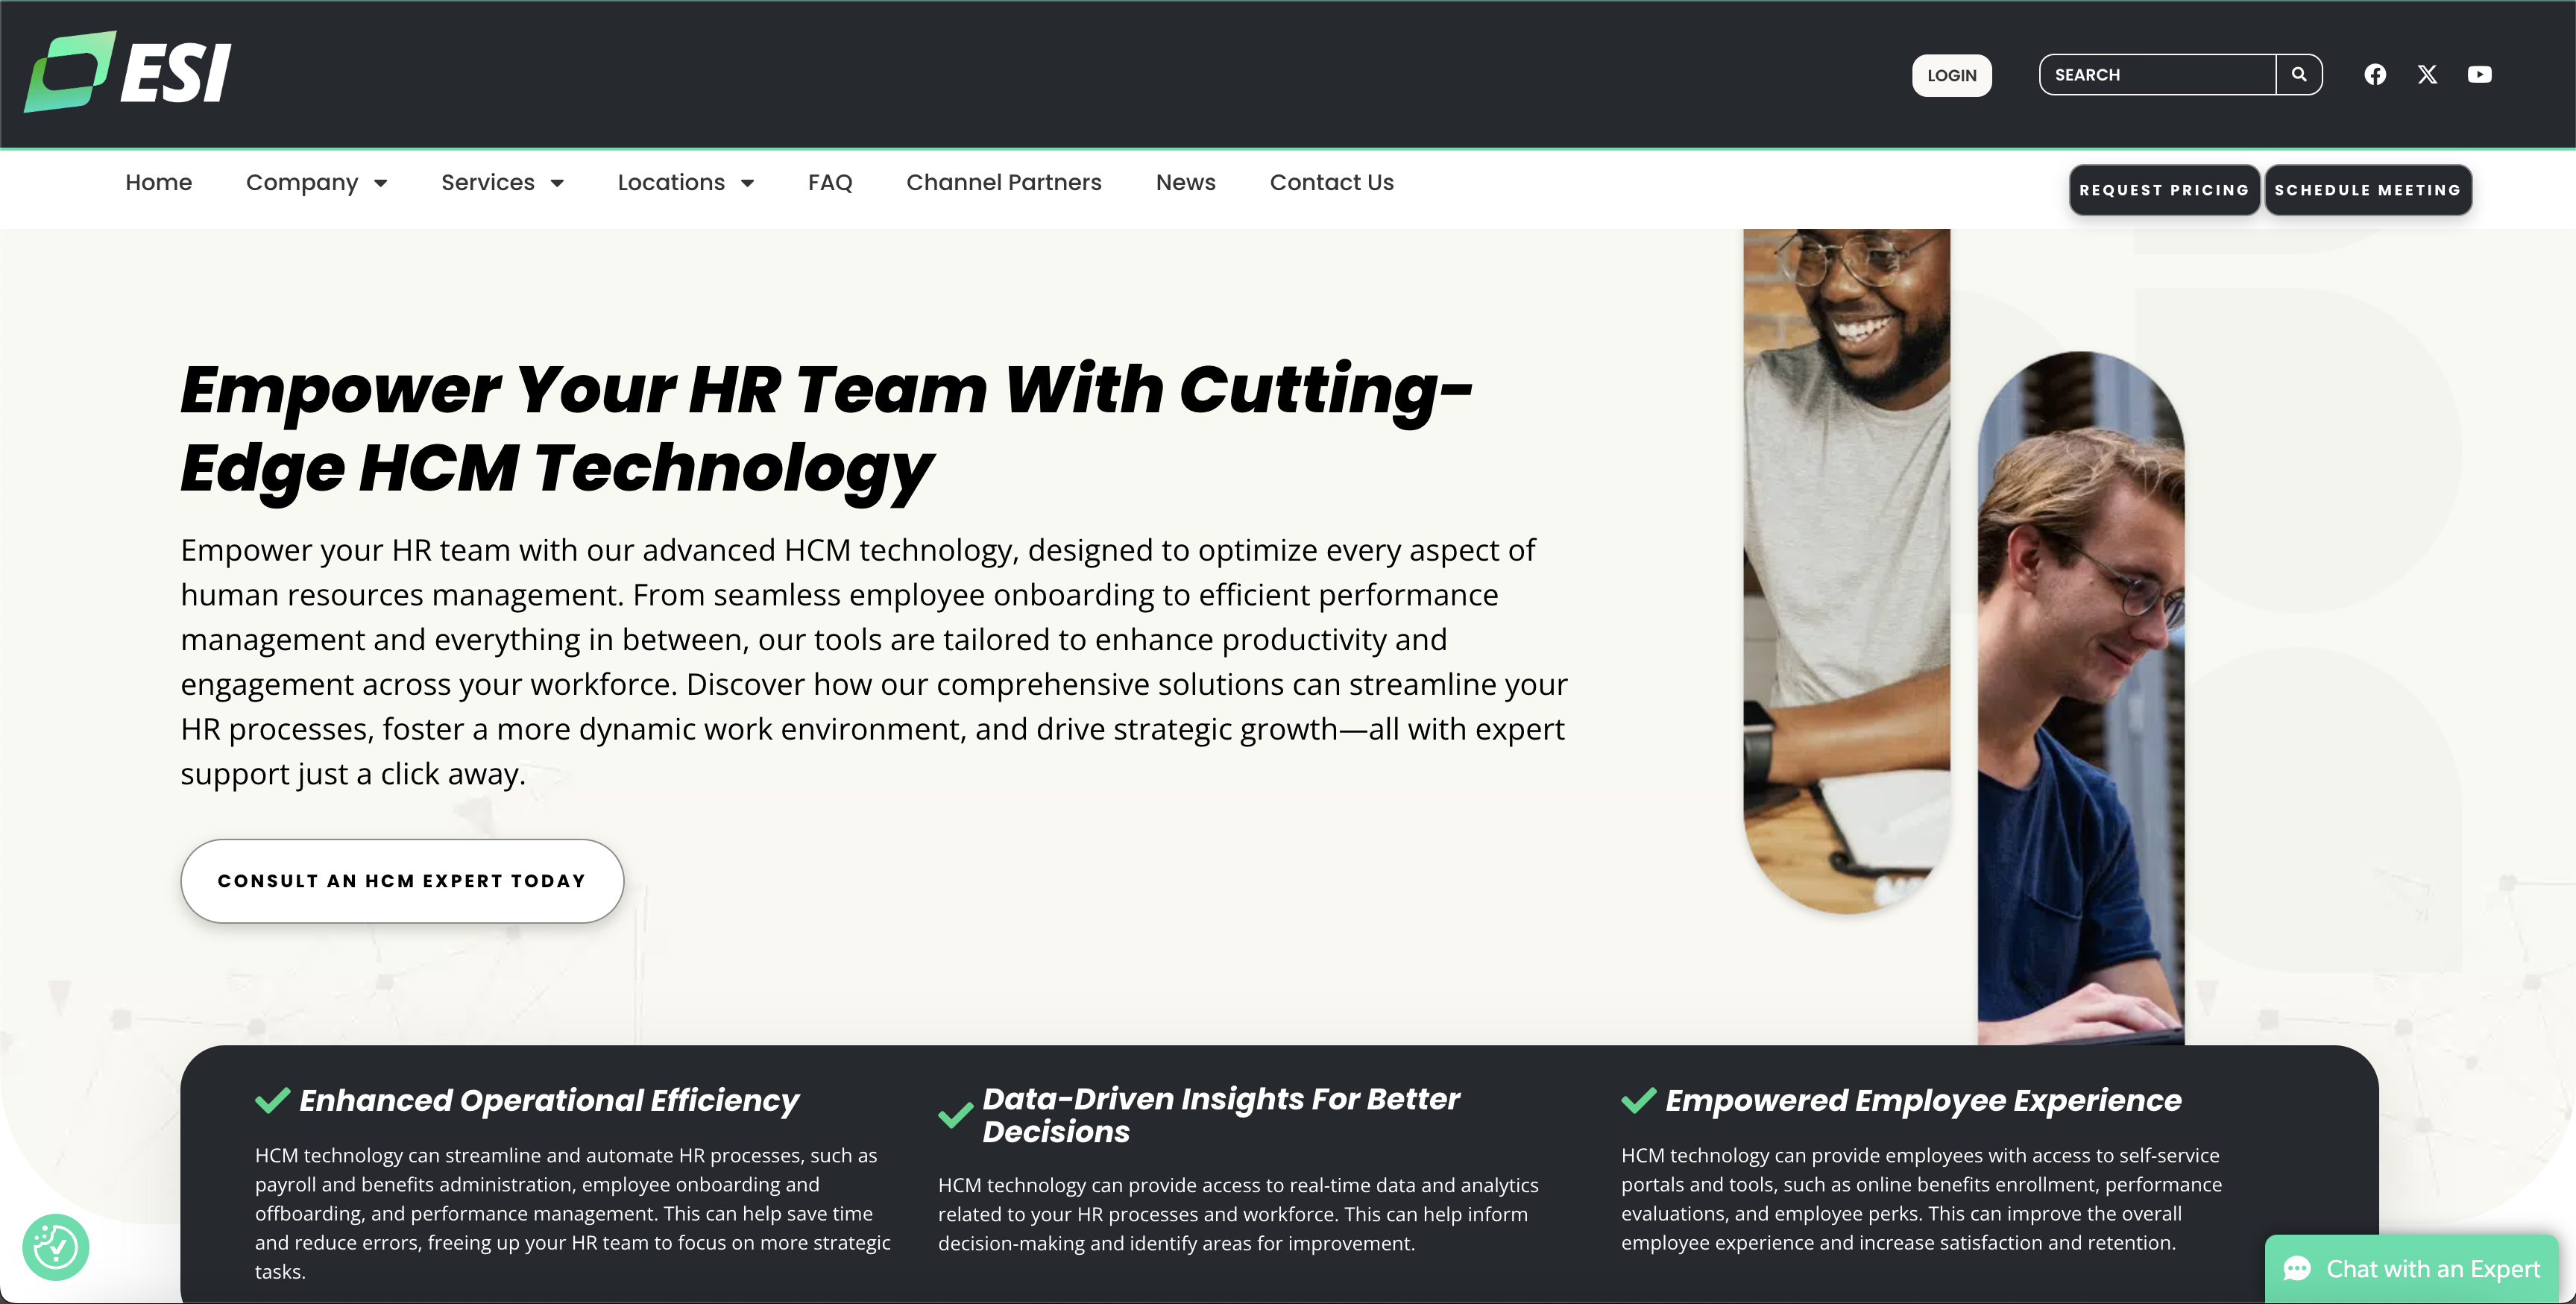 ESI
LOGIN
SEARCH
Home
Company
Services
Locations
FAQ
Channel Partners
News
Contact Us
REQUEST PRICING
SCHEDULE MEETING
Empower Your HR Team With Cutting-
Edge HCM Technology
Empower your HR team with our advanced HCM technology, designed to optimize every aspect of
human resources management. From seamless employee onboarding to efficient performance
management and everything in between, our tools are tailored to enhance productivity and
engagement across your workforce. Discover how our comprehensive solutions can streamline your
HR processes, foster a more dynamic work environment, and drive strategic growth—all with expert
support just a click away.
CONSULT AN HCM EXPERT TODAY
Enhanced Operational Efficiency
HCM technology can streamline and automate HR processes, such as
payroll and benefits administration, employee onboarding and
offboarding, and performance management. This can help save time
and reduce errors, freeing up your HR team to focus on more strategic
tasks.
Data-Driven Insights For Better
Decisions
HCM technology can provide access to real-time data and analytics
related to your HR processes and workforce. This can help inform
decision-making and identify areas for improvement.
Empowered Employee Experience
HCM technology can provide employees with access to self-service
portals and tools, such as online benefits enrollment, performance
evaluations, and employee perks. This can improve the overall
employee experience and increase satisfaction and retention.
Chat with an Expert